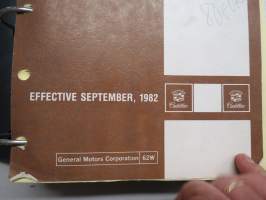 EFFECTIVE SEPTEMBER, 1982
Cadillac Cadillac
General Motors Corporation 62W